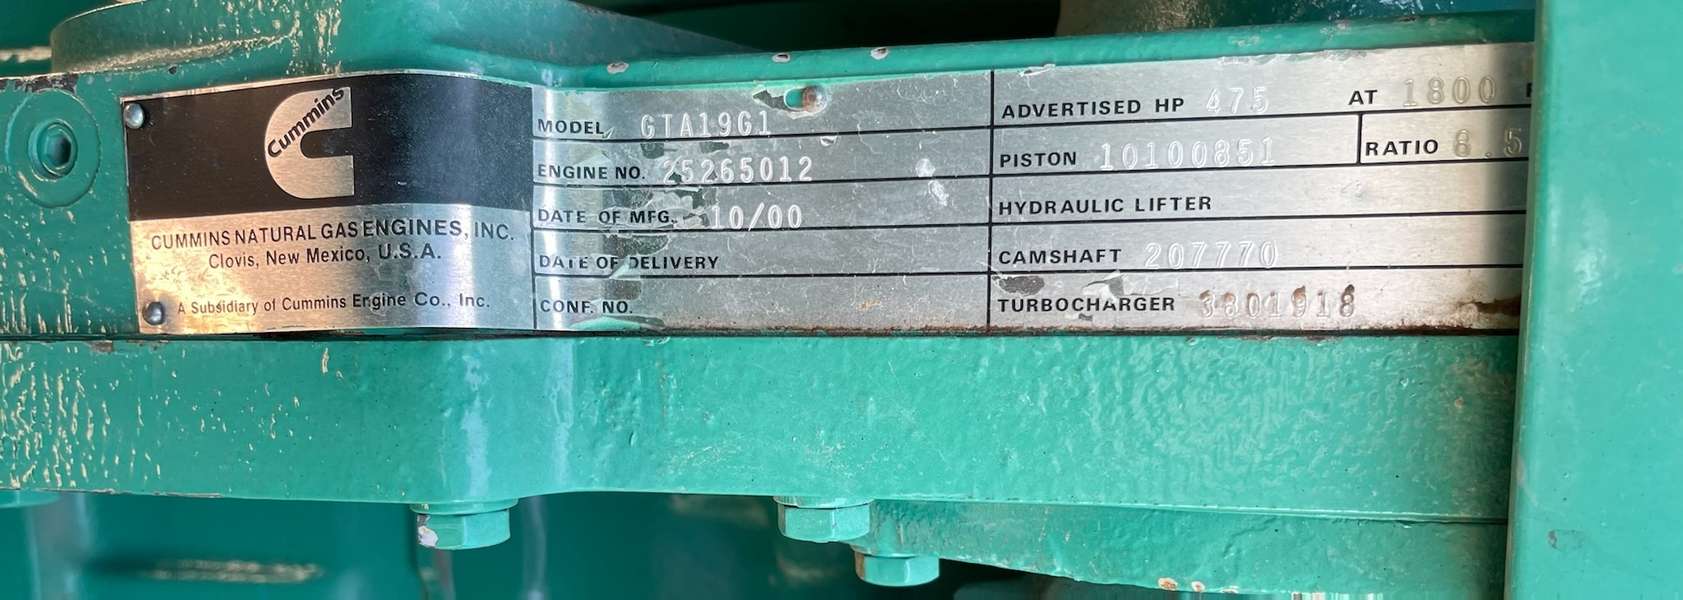 Cummins
CUMMINS NATURAL GAS ENGINES, INC.
Clovis, New Mexico, U.S.A.
A Subsidiary of Cummins Engine Co., Inc.
MODEL GTA19G1
ENGINE NO. 25265012
DATE OF MFG. 10/00
DATE OF DELIVERY
CONF. NO.
ADVERTISED HP 475 AT 1800
PISTON 10100851 RATIO 8.5
HYDRAULIC LIFTER
CAMSHAFT 207770
TURBOCHARGER 3801918